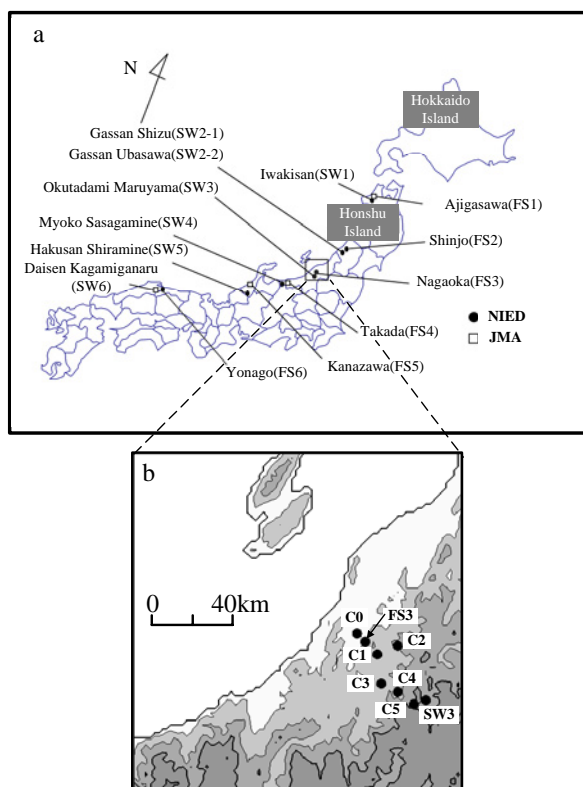 a
N
Hokkaido
Island
Gassan Shizu(SW2-1)
Gassan Ubasawa(SW2-2)
Iwakisan(SW1)
Okutadami Maruyama(SW3)
Ajigasawa(FS1)
Honshu
Island
Myoko Sasagamine(SW4)
Shinjo(FS2)
Hakusan Shiramine(SW5)
Daisen Kagamiganaru
(SW6)
Nagaoka(FS3)
NIED
JMA
Takada(FS4)
Kanazawa(FS5)
Yonago(FS6)
b
0 40km
C0
FS3
C1
C2
C3
C4
C5
SW3